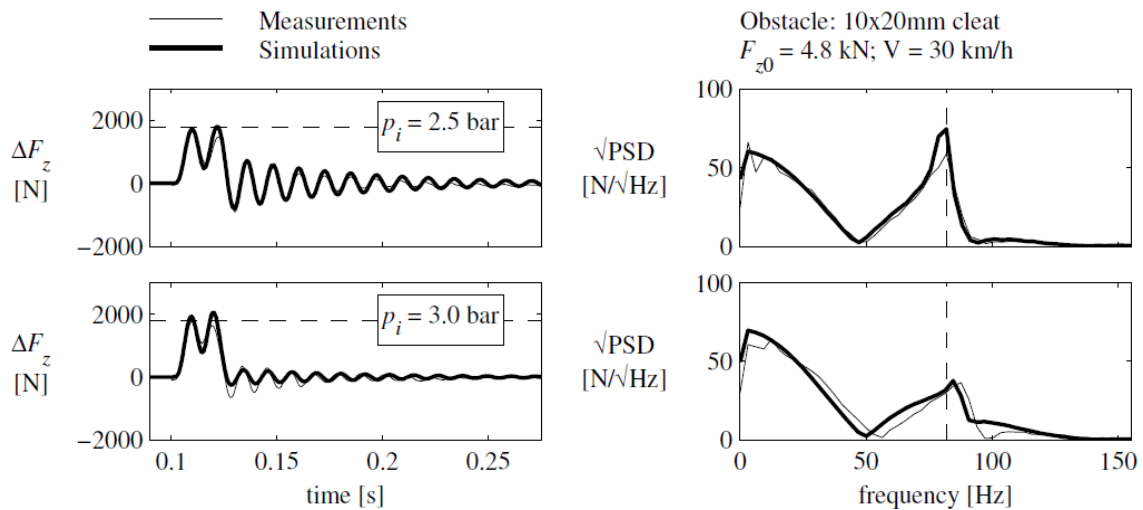 Measurements
Simulations
Obstacle: 10x20mm cleat
F_z0 = 4.8 kN; V = 30 km/h
ΔF_z
[N]
2000
0
−2000
p_i = 2.5 bar
√PSD
[N/√Hz]
100
50
0
ΔF_z
[N]
2000
0
−2000
p_i = 3.0 bar
0.1 0.15 0.2 0.25
time [s]
√PSD
[N/√Hz]
100
50
0
0 50 100 150
frequency [Hz]